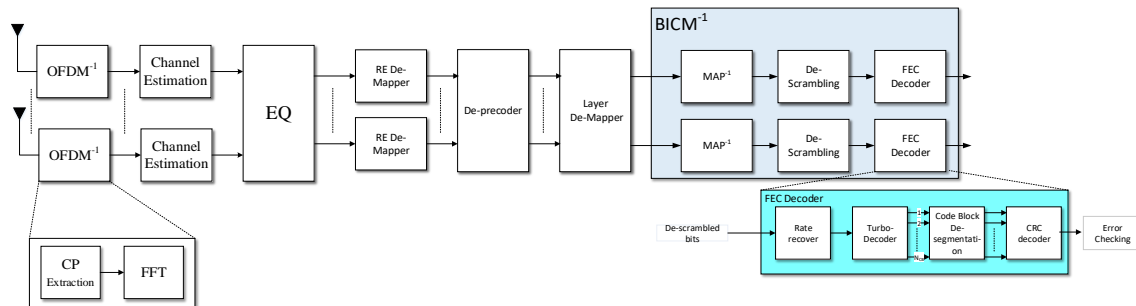 BICM-1
OFDM-1
Channel
Estimation
EQ
RE De-
Mapper
De-precoder
Layer
De-Mapper
MAP-1
De-
Scrambling
FEC
Decoder
OFDM-1
Channel
Estimation
RE De-
Mapper
MAP-1
De-
Scrambling
FEC
Decoder
CP
Extraction
FFT
FEC Decoder
De-scrambled
bits
Rate
recover
Turbo-
Decoder
1
2
Code Block
De-
segmentati
on
CRC
decoder
Error
Checking